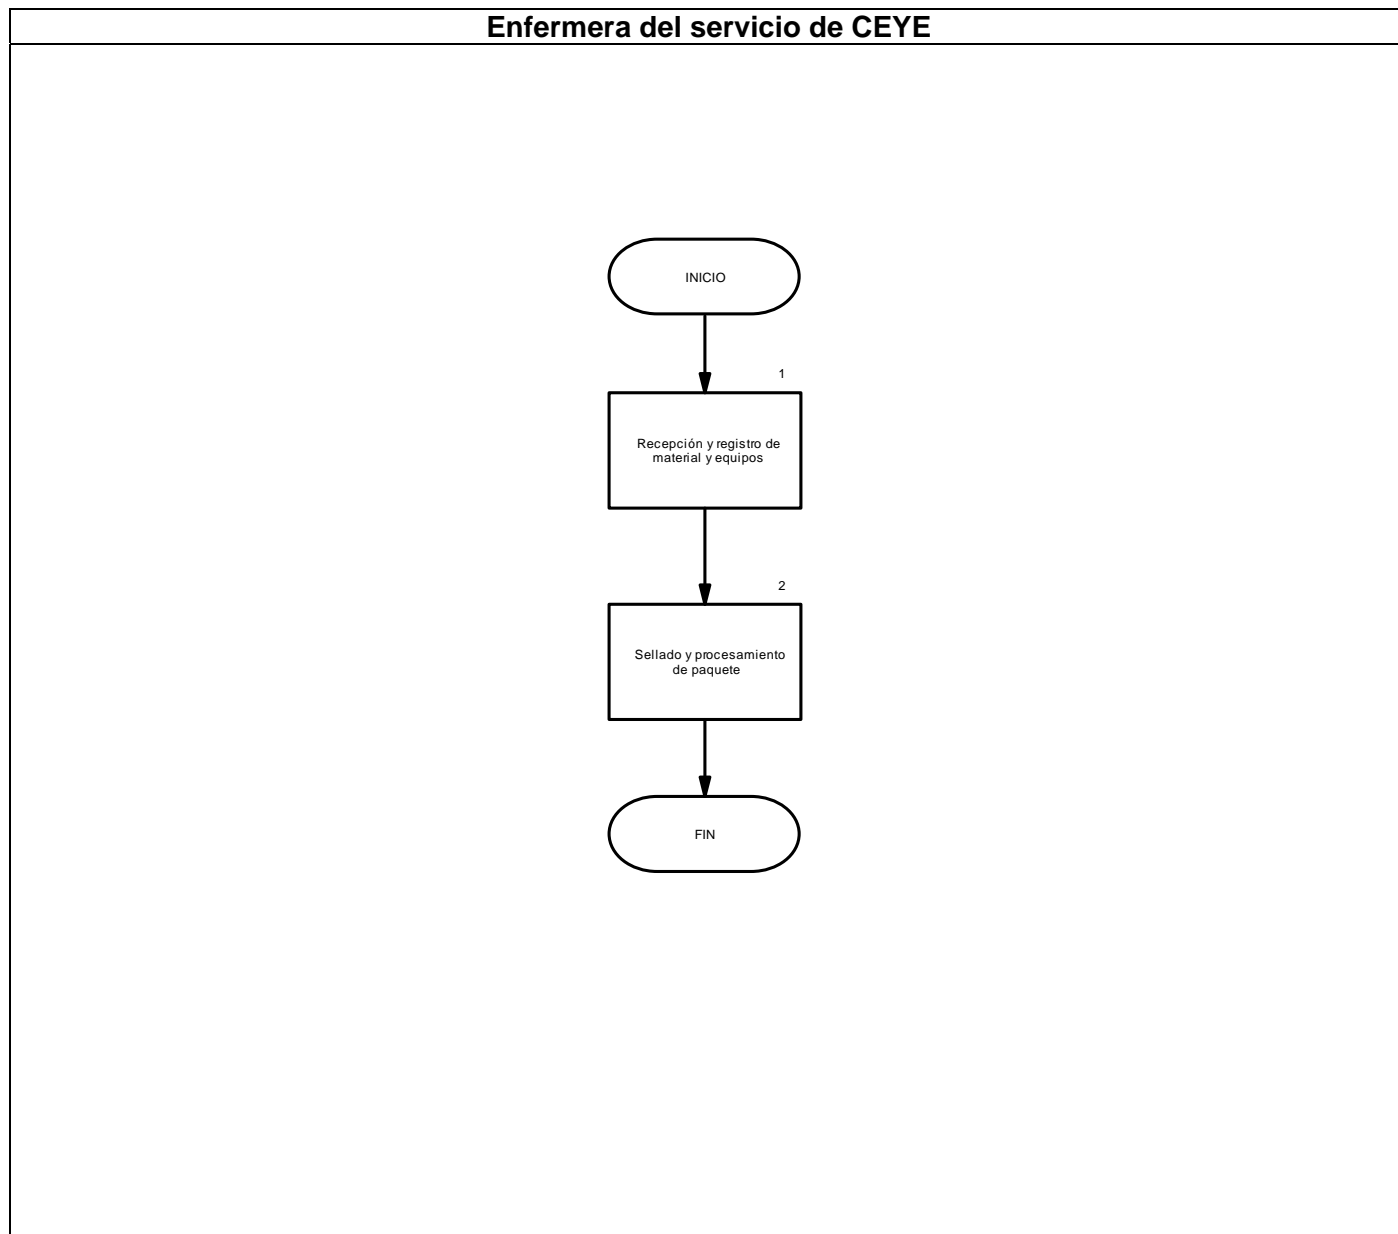 Enfermera del servicio de CEYE
INICIO
1
Recepción y registro de
material y equipos
2
Sellado y procesamiento
de paquete
FIN